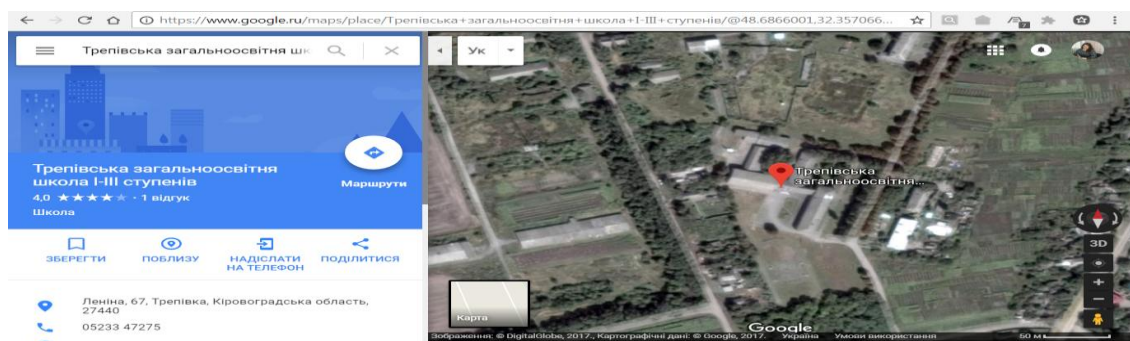 https://www.google.ru/maps/place/Трепівська+загальноосвітня+школа+I-III+ступенів/@48.6866001,32.357066...
Трепівська загальноосвітня шк
Ук
Трепівська загальноосвітня
школа I-III ступенів
Маршрути
4,0 ★★★★☆ · 1 відгук
Школа
ЗБЕРЕГТИ
ПОБЛИЗУ
НАДІСЛАТИ
НА ТЕЛЕФОН
ПОДІЛИТИСЯ
Леніна, 67, Трепівка, Кіровоградська область,
27440
05233 47275
Трепівська
загальноосвітня...
3D
Карта
Google
Зображення: © DigitalGlobe, 2017., Картографічні дані: © Google, 2017. Україна Умови використання 50 м